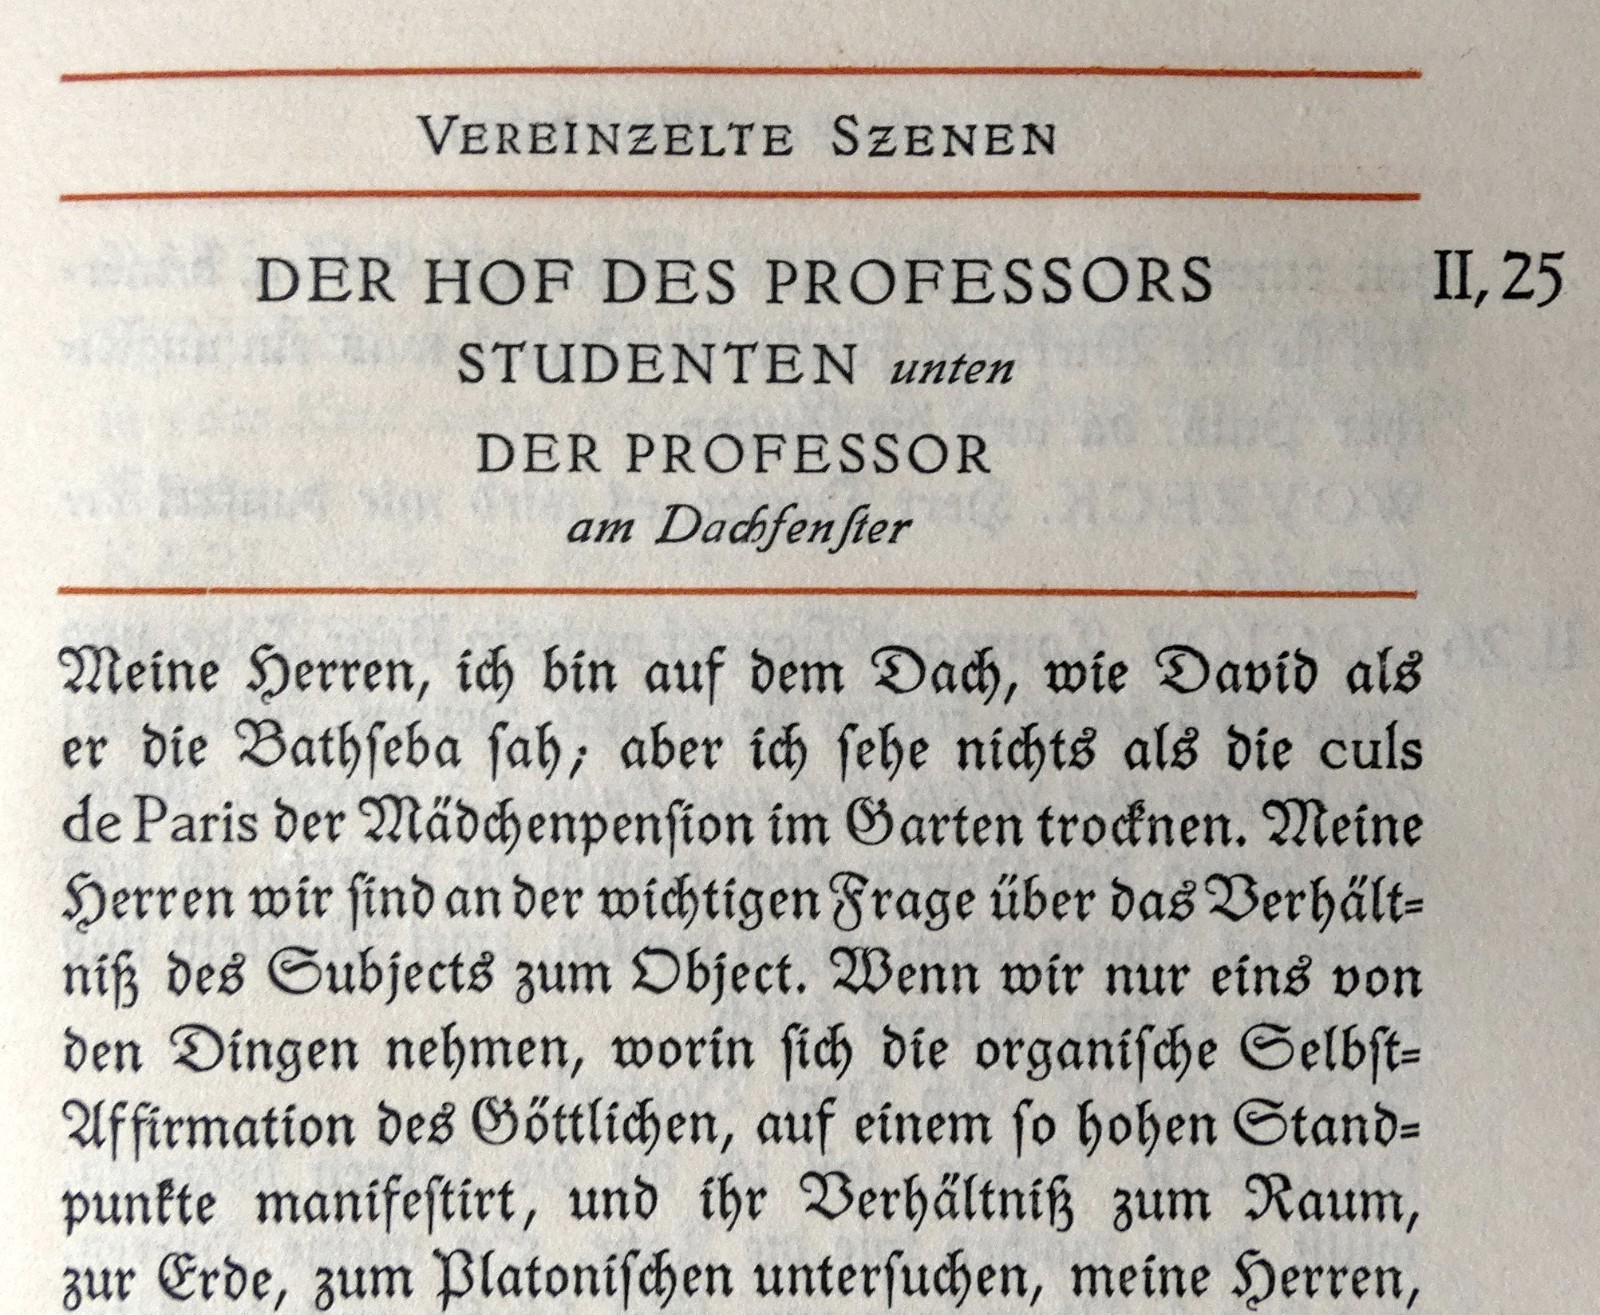 VEREINZELTE SZENEN
DER HOF DES PROFESSORS II, 25
STUDENTEN unten
DER PROFESSOR
am Dachfenſter
Meine Herren, ich bin auf dem Dach, wie David als
er die Bathſeba ſah; aber ich ſehe nichts als die culs
de Paris der Mädchenpenſion im Garten trocknen. Meine
Herren wir ſind an der wichtigen Frage über das Verhält=
niß des Subjects zum Object. Wenn wir nur eins von
den Dingen nehmen, worin ſich die organiſche Selbſt=
Affirmation des Göttlichen, auf einem ſo hohen Stand=
punkte manifeſtirt, und ihr Verhältniß zum Raum,
zur Erde, zum Platoniſchen unterſuchen, meine Herren,